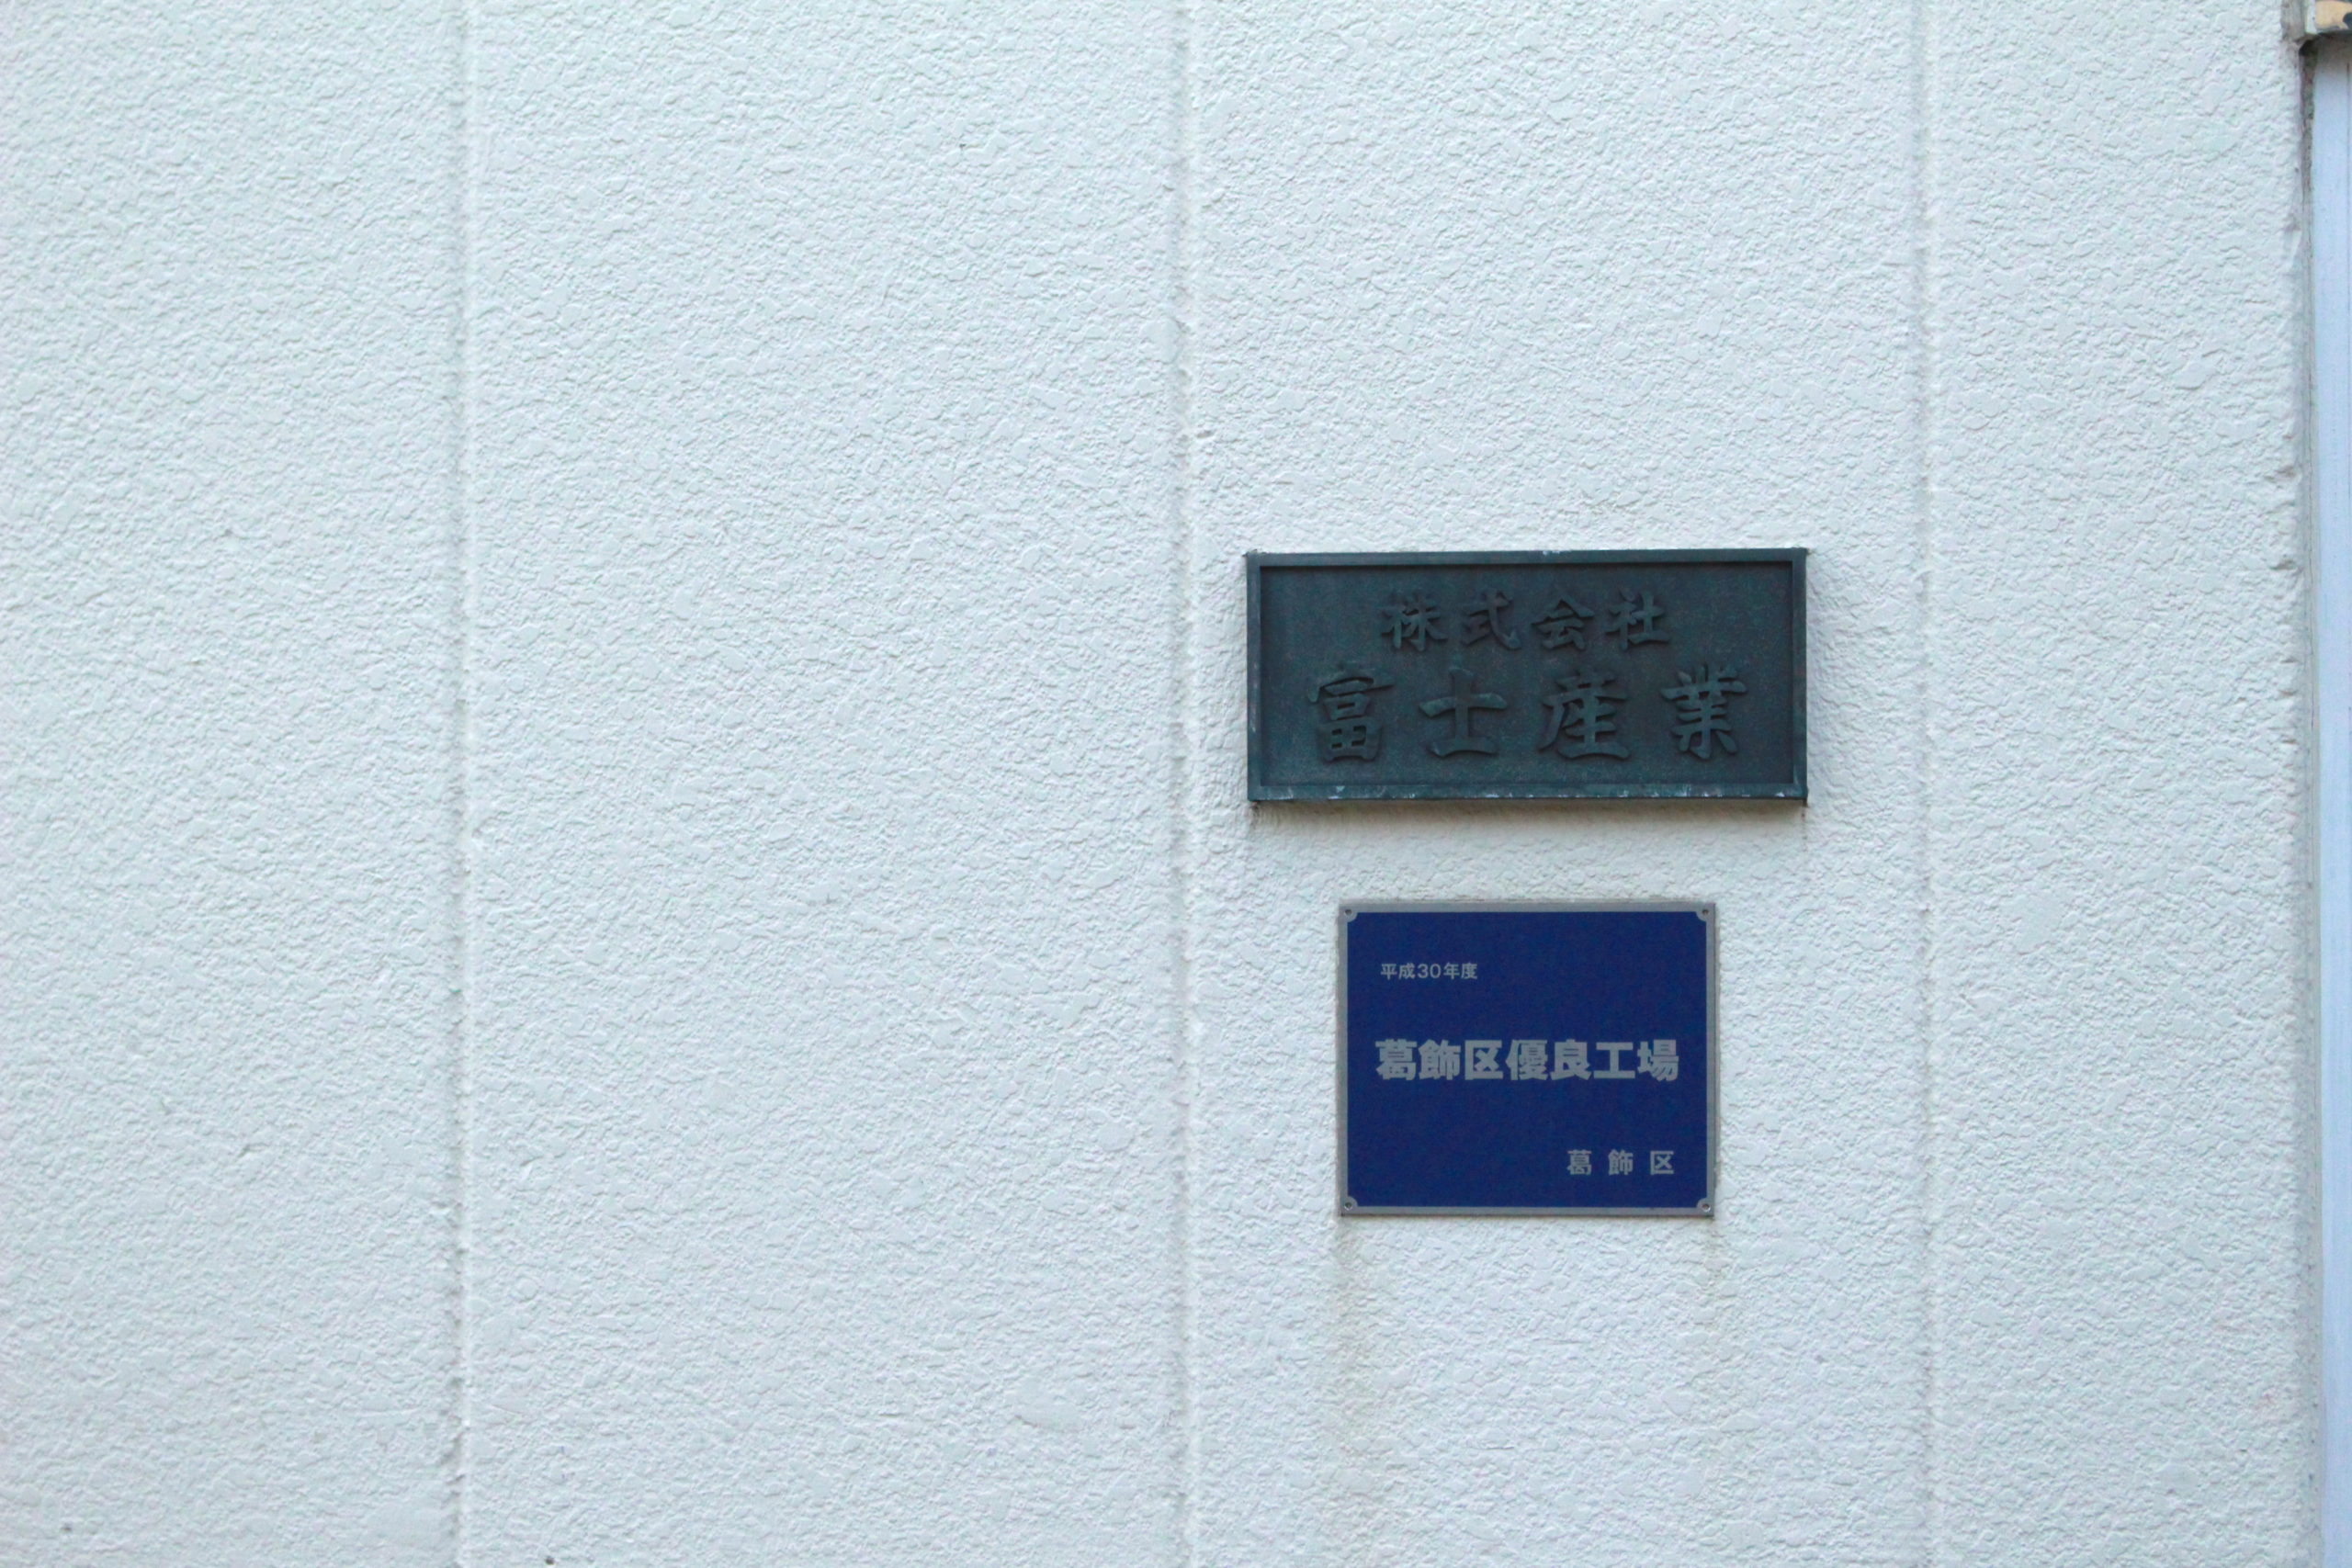 株式会社
富士産業
平成30年度
葛飾区優良工場
葛飾区